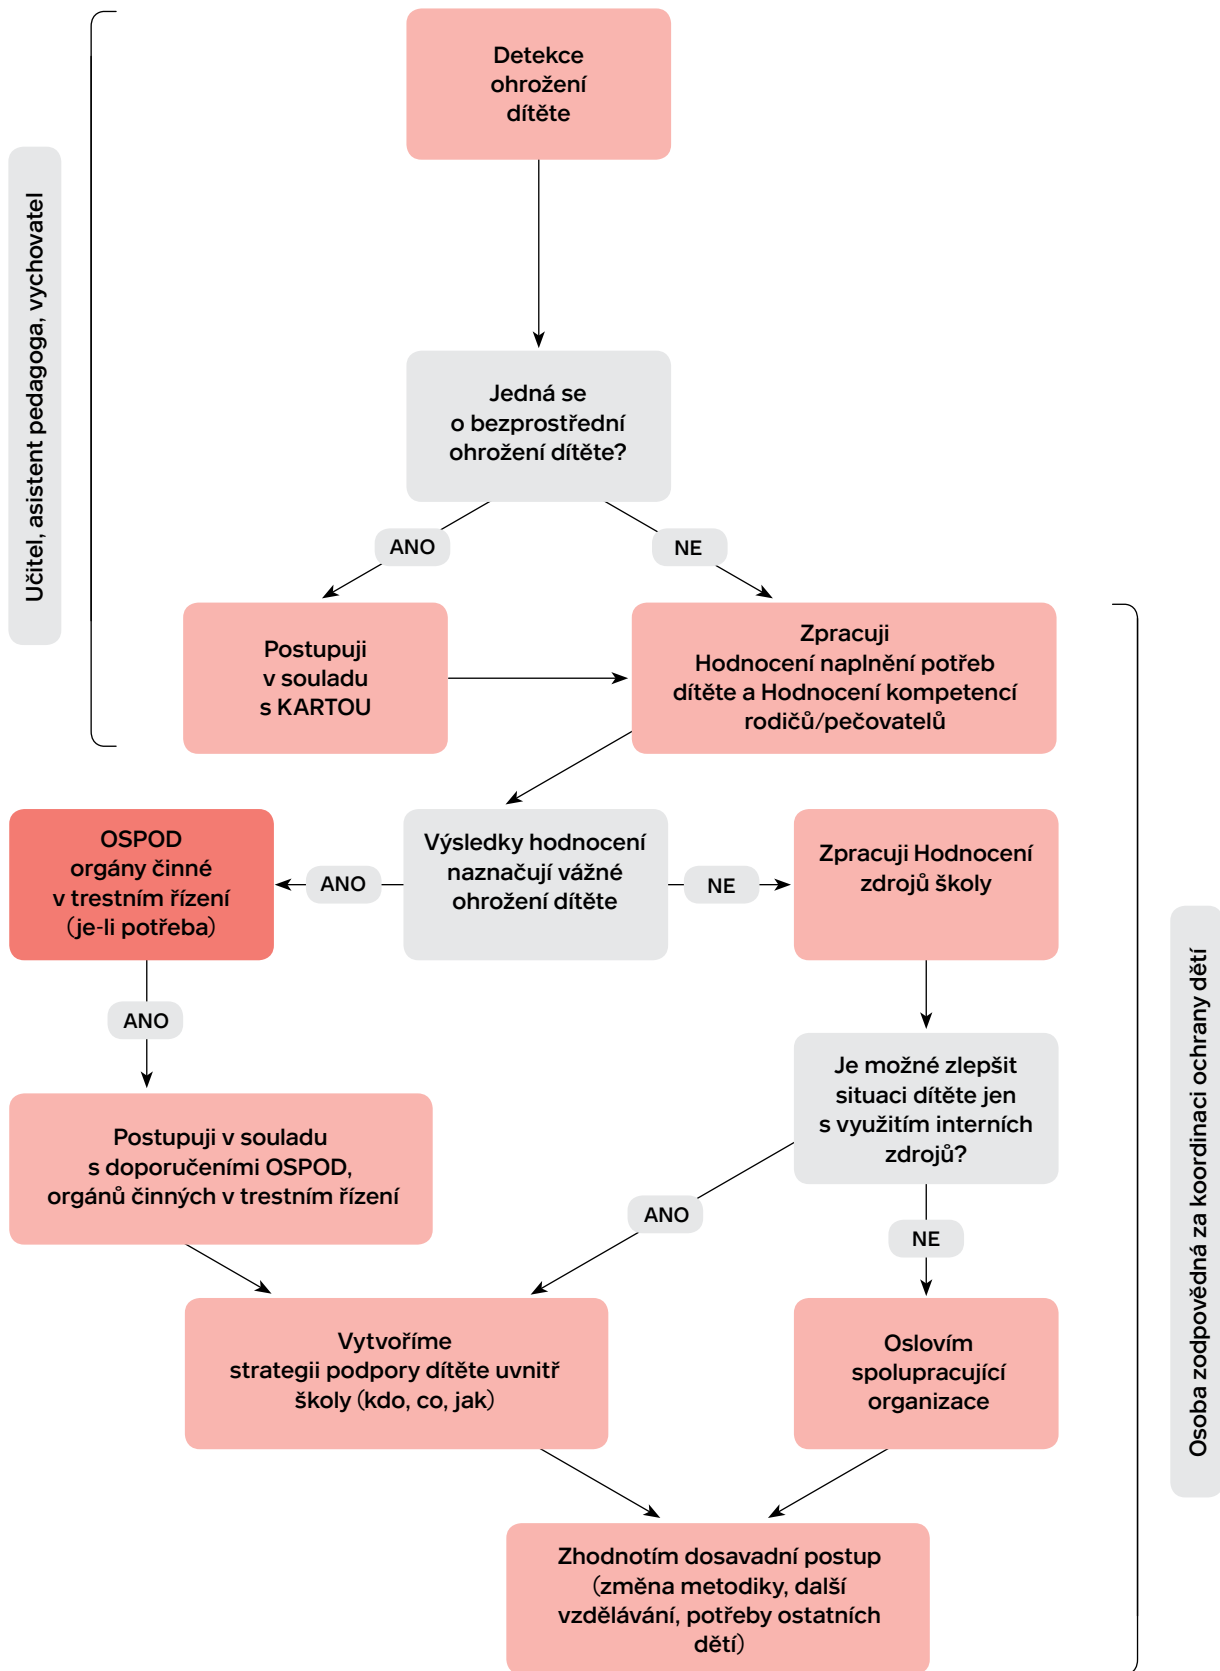 Detekce
ohrožení
dítěte
Učitel, asistent pedagoga, vychovatel
Jedná se
o bezprostřední
ohrožení dítěte?
ANO
NE
Postupuji
v souladu
s KARTOU
Zpracuji
Hodnocení naplnění potřeb
dítěte a Hodnocení kompetencí
rodičů/pečovatelů
OSPOD
orgány činné
v trestním řízení
(je-li potřeba)
ANO
Výsledky hodnocení
naznačují vážné
ohrožení dítěte
NE
Zpracuji Hodnocení
zdrojů školy
ANO
Je možné zlepšit
situaci dítěte jen
s využitím interních
zdrojů?
Postupuji v souladu
s doporučeními OSPOD,
orgánů činných v trestním řízení
ANO
NE
Osoba zodpovědná za koordinaci ochrany dětí
Vytvoříme
strategii podpory dítěte uvnitř
školy (kdo, co, jak)
Oslovím
spolupracující
organizace
Zhodnotím dosavadní postup
(změna metodiky, další
vzdělávání, potřeby ostatních
dětí)